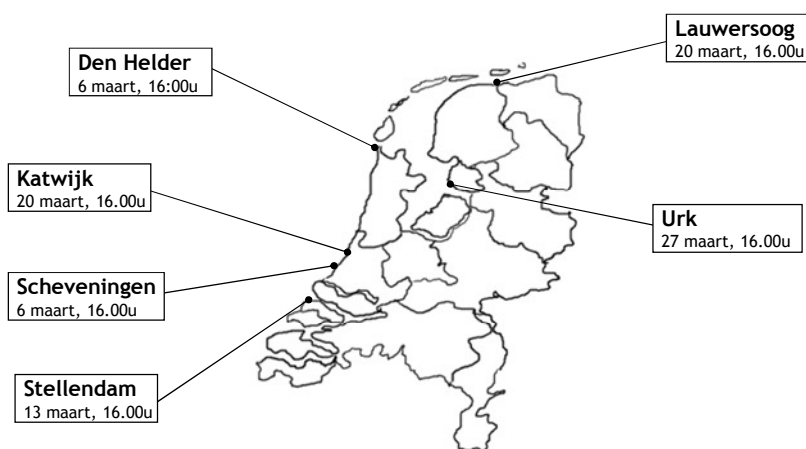 Lauwersoog
20 maart, 16.00u
Den Helder
6 maart, 16:00u
Katwijk
20 maart, 16.00u
Urk
27 maart, 16.00u
Scheveningen
6 maart, 16.00u
Stellendam
13 maart, 16.00u